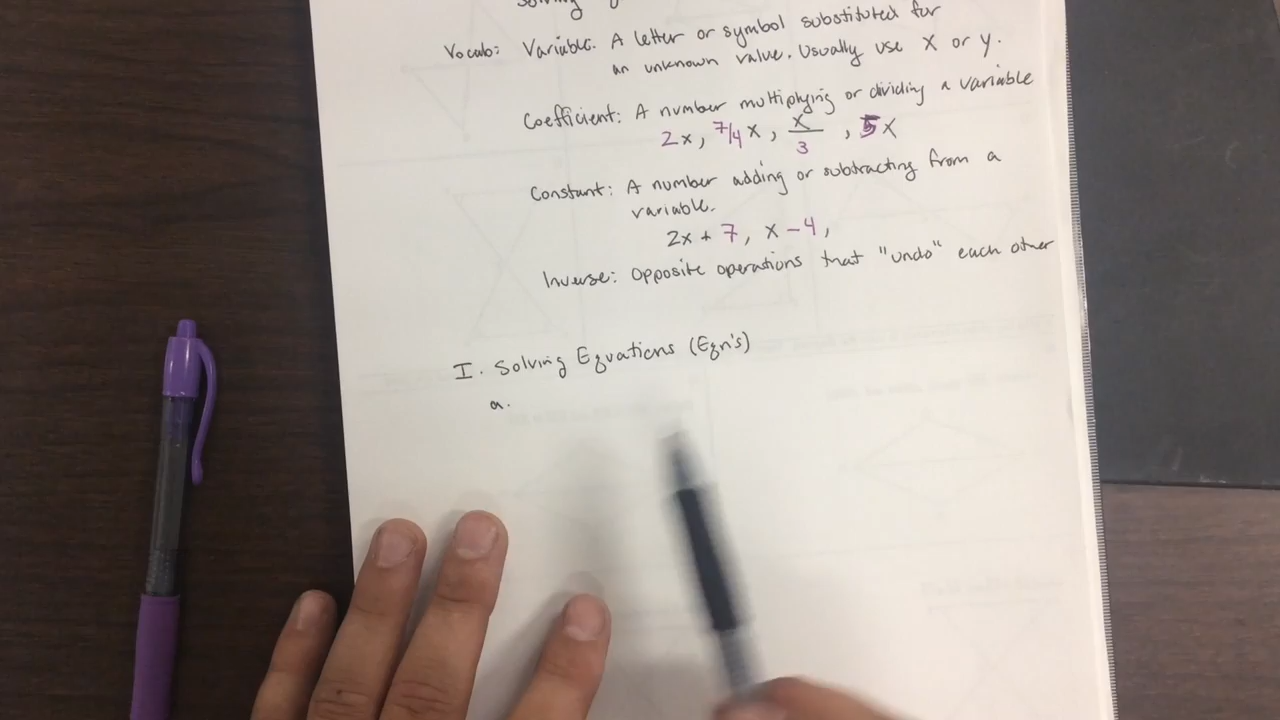 Solving
Vocab: Variable. A letter or symbol substituted for
an unknown value. Usually use X or y.
Coefficient: A number multiplying or dividing a variable
2x, 7/4 x, x/3, 5x
Constant: A number adding or subtracting from a
variable.
2x + 7, x - 4,
Inverse: Opposite operations that "undo" each other
I. Solving Equations (Eqn's)
a.